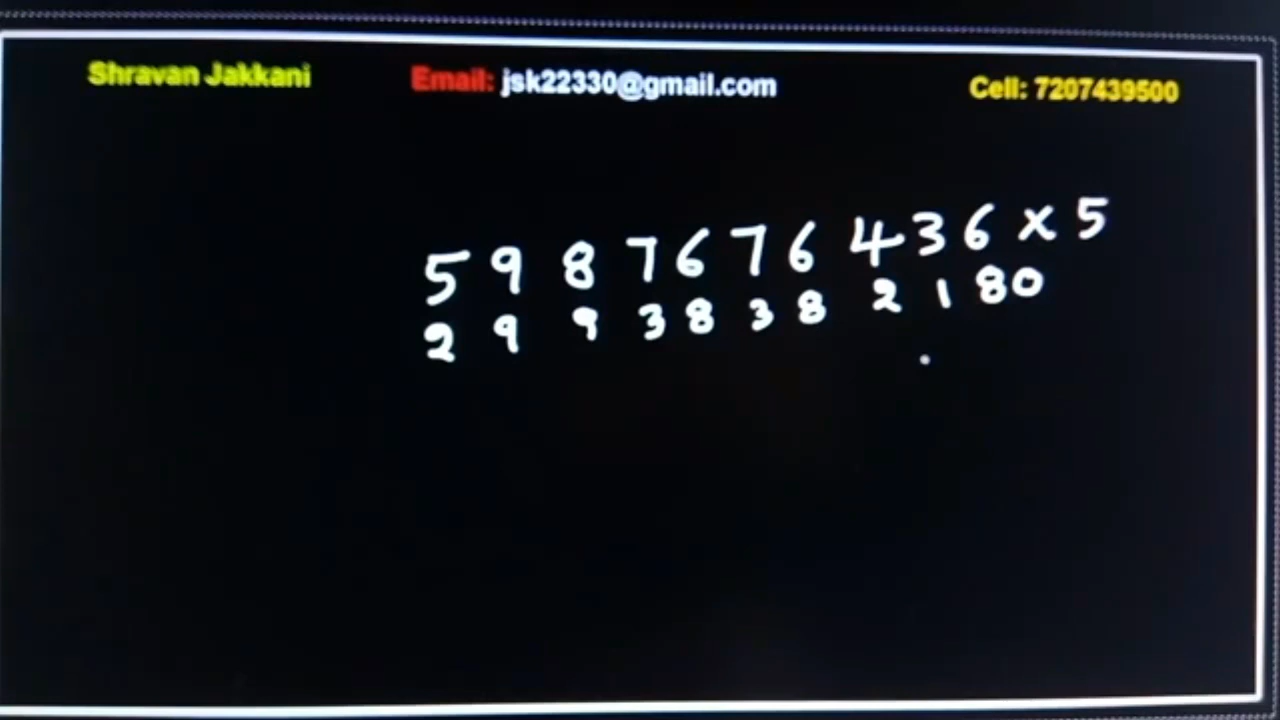 Shravan Jakkani Email: jsk22330@gmail.com Cell: 7207439500
5 9 8 7 6 7 6 4 3 6 x 5
2 9 9 3 8 3 8 2 1 8 0